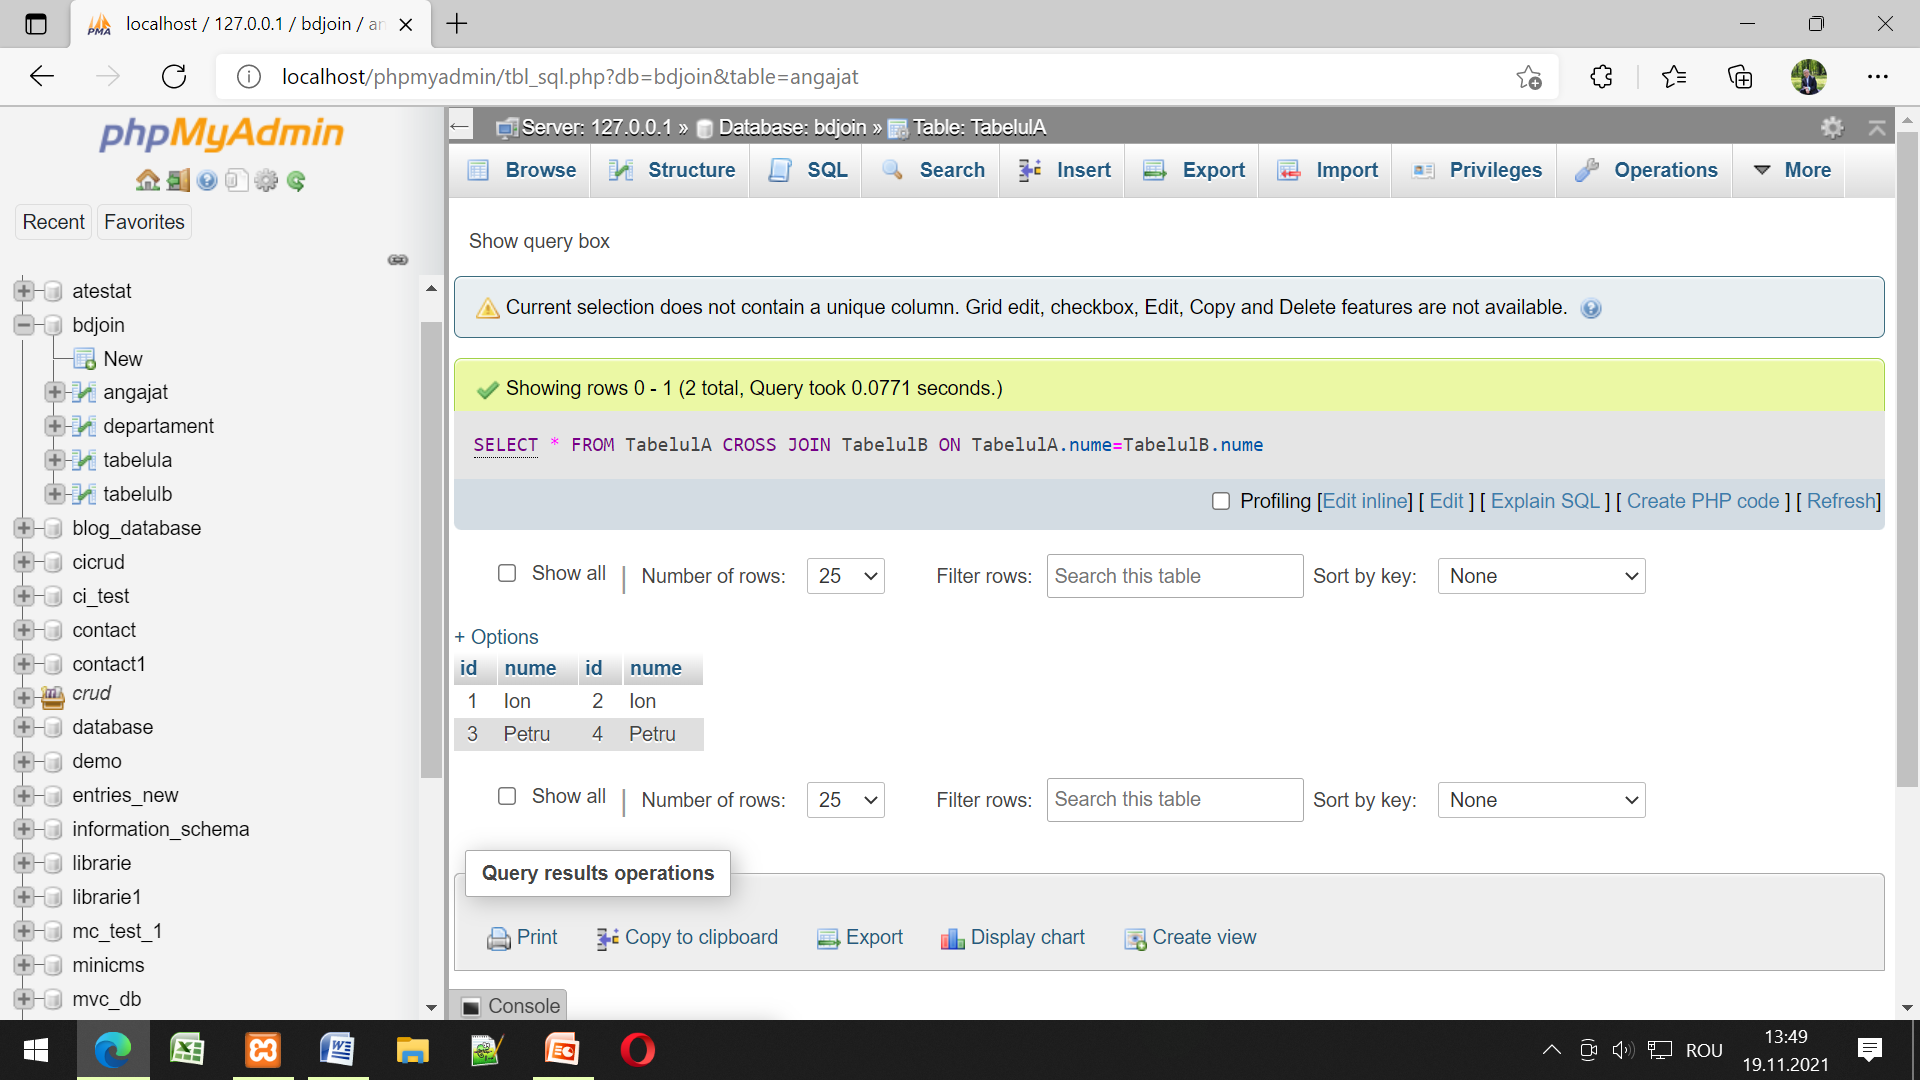 localhost / 127.0.0.1 / bdjoin / an
localhost/phpmyadmin/tbl_sql.php?db=bdjoin&table=angajat
phpMyAdmin
Recent Favorites
atestat
bdjoin
New
angajat
departament
tabelula
tabelulb
blog_database
cicrud
ci_test
contact
contact1
crud
database
demo
entries_new
information_schema
librarie
librarie1
mc_test_1
minicms
mvc_db
Server: 127.0.0.1 » Database: bdjoin » Table: TabelulA
Browse Structure SQL Search Insert Export Import Privileges Operations More
Show query box
Current selection does not contain a unique column. Grid edit, checkbox, Edit, Copy and Delete features are not available.
Showing rows 0 - 1 (2 total, Query took 0.0771 seconds.)
SELECT * FROM TabelulA CROSS JOIN TabelulB ON TabelulA.nume=TabelulB.nume
Profiling [Edit inline] [ Edit ] [ Explain SQL ] [ Create PHP code ] [ Refresh]
Show all | Number of rows: 25 Filter rows: Search this table Sort by key: None
+ Options
id nume id nume
1 Ion 2 Ion
3 Petru 4 Petru
Show all | Number of rows: 25 Filter rows: Search this table Sort by key: None
Query results operations
Print Copy to clipboard Export Display chart Create view
Console
ROU
13:49
19.11.2021